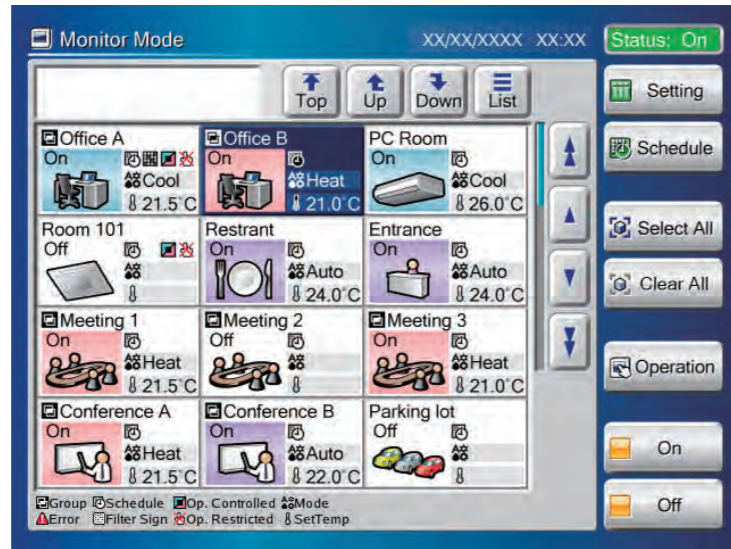 Monitor Mode XX/XX/XXXX XX:XX Status: On
Top Up Down List
Setting
Schedule
Select All
Clear All
Operation
On
Off
Office A
On
Cool
21.5°C
Office B
On
Heat
21.0°C
PC Room
On
Cool
26.0°C
Room 101
Off
Restrant
On
Auto
24.0°C
Entrance
On
Auto
24.0°C
Meeting 1
On
Heat
21.5°C
Meeting 2
Off
Meeting 3
On
Heat
21.0°C
Conference A
On
Heat
21.5°C
Conference B
On
Auto
22.0°C
Parking lot
Off
Group Schedule Op. Controlled Mode
Error Filter Sign Op. Restricted SetTemp